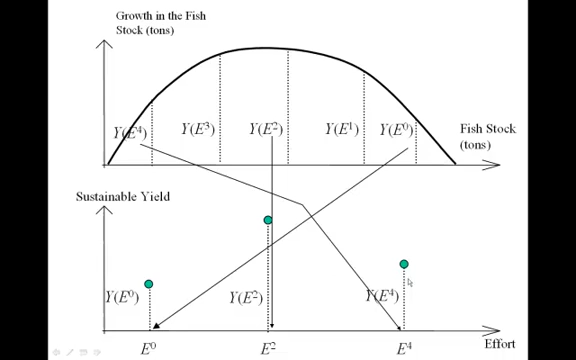 Growth in the Fish
Stock (tons)
Y(E⁴)
Y(E³)
Y(E²)
Y(E¹)
Y(E⁰)
Fish Stock
(tons)
Sustainable Yield
Y(E⁰)
Y(E²)
Y(E⁴)
E⁰
E²
E⁴
Effort